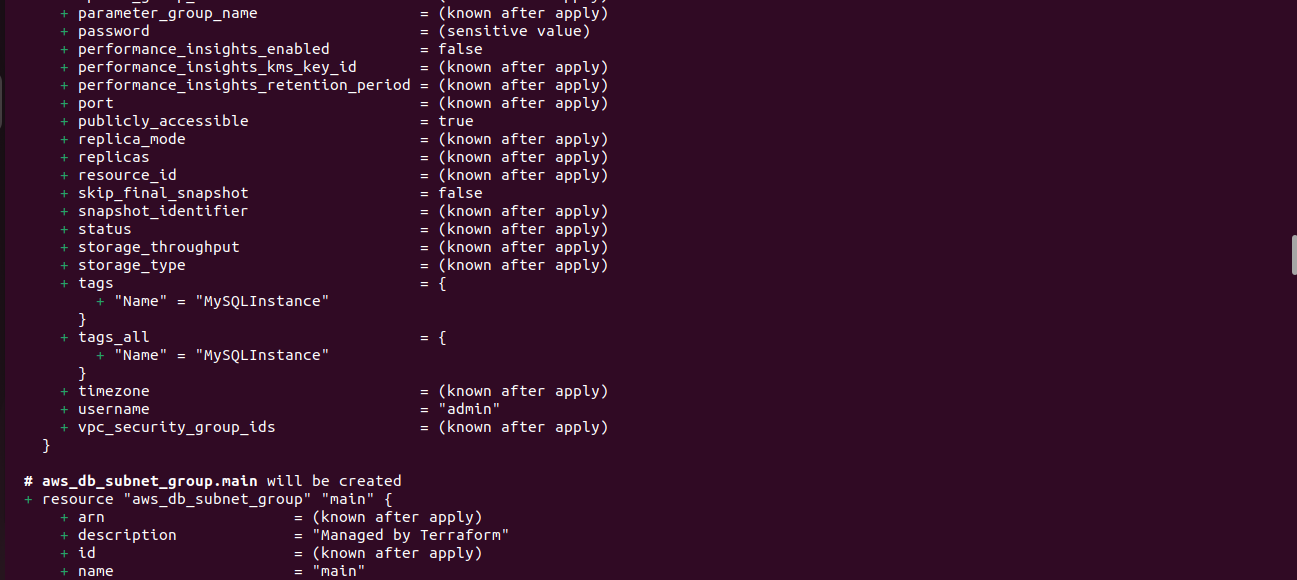 + parameter_group_name = (known after apply)
+ password = (sensitive value)
+ performance_insights_enabled = false
+ performance_insights_kms_key_id = (known after apply)
+ performance_insights_retention_period = (known after apply)
+ port = (known after apply)
+ publicly_accessible = true
+ replica_mode = (known after apply)
+ replicas = (known after apply)
+ resource_id = (known after apply)
+ skip_final_snapshot = false
+ snapshot_identifier = (known after apply)
+ status = (known after apply)
+ storage_throughput = (known after apply)
+ storage_type = (known after apply)
+ tags = {
+ "Name" = "MySQLInstance"
}
+ tags_all = {
+ "Name" = "MySQLInstance"
}
+ timezone = (known after apply)
+ username = "admin"
+ vpc_security_group_ids = (known after apply)
}
# aws_db_subnet_group.main will be created
+ resource "aws_db_subnet_group" "main" {
+ arn = (known after apply)
+ description = "Managed by Terraform"
+ id = (known after apply)
+ name = "main"